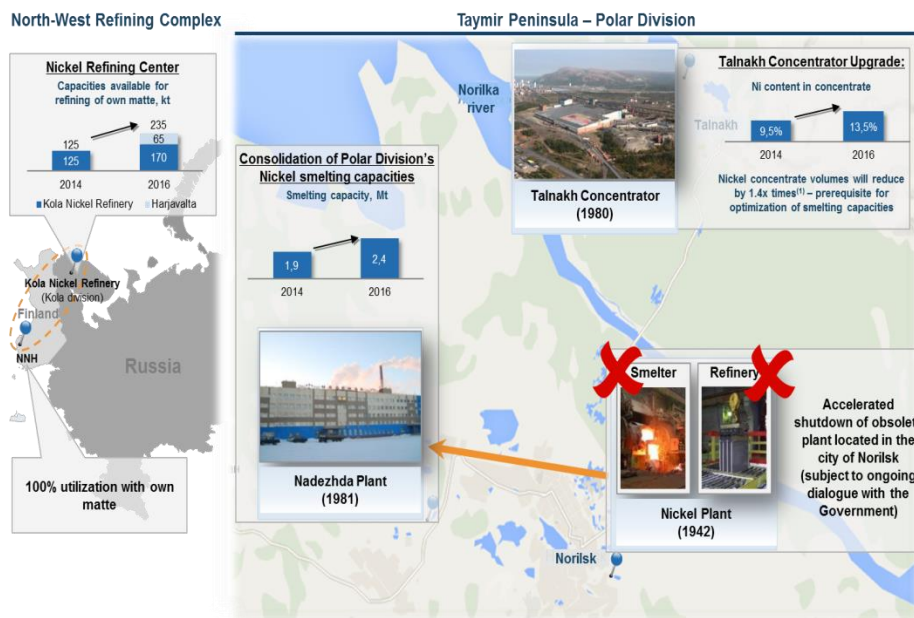 North-West Refining Complex
Taymir Peninsula – Polar Division
Nickel Refining Center
Capacities available for
refining of own matte, kt
235
125
65
125
170
2014
2016
Kola Nickel Refinery
Harjavalta
Kola Nickel Refinery
(Kola division)
Finland
NNH
Russia
100% utilization with own
matte
Consolidation of Polar Division's
Nickel smelting capacities
Smelting capacity, Mt
1,9
2,4
2014
2016
Nadezhda Plant
(1981)
Norilka
river
Talnakh Concentrator
(1980)
Talnakh Concentrator Upgrade:
Ni content in concentrate
Talnakh
9,5%
13,5%
2014
2016
Nickel concentrate volumes will reduce
by 1.4x times(1) – prerequisite for
optimization of smelting capacities
Smelter
Refinery
Nickel Plant
(1942)
Accelerated
shutdown of obsolet
plant located in the
city of Norilsk
(subject to ongoing
dialogue with the
Government)
Norilsk